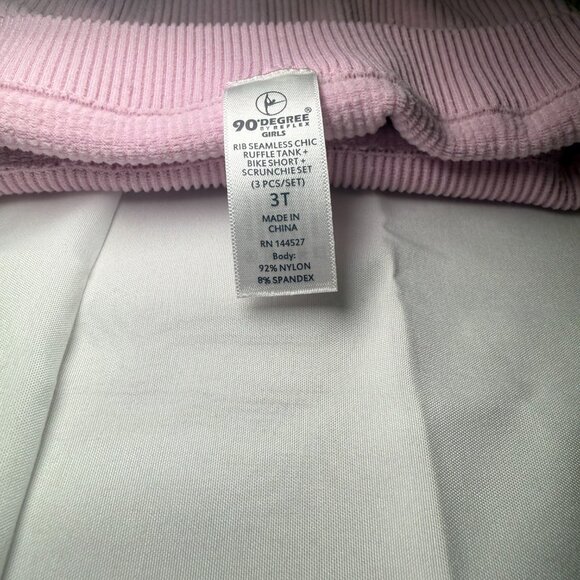 90°DEGREE
BY REFLEX
GIRLS
RIB SEAMLESS CHIC
RUFFLE TANK +
BIKE SHORT +
SCRUNCHIE SET
(3 PCS/SET)
3T
MADE IN
CHINA
RN 144527
Body:
92% NYLON
8% SPANDEX